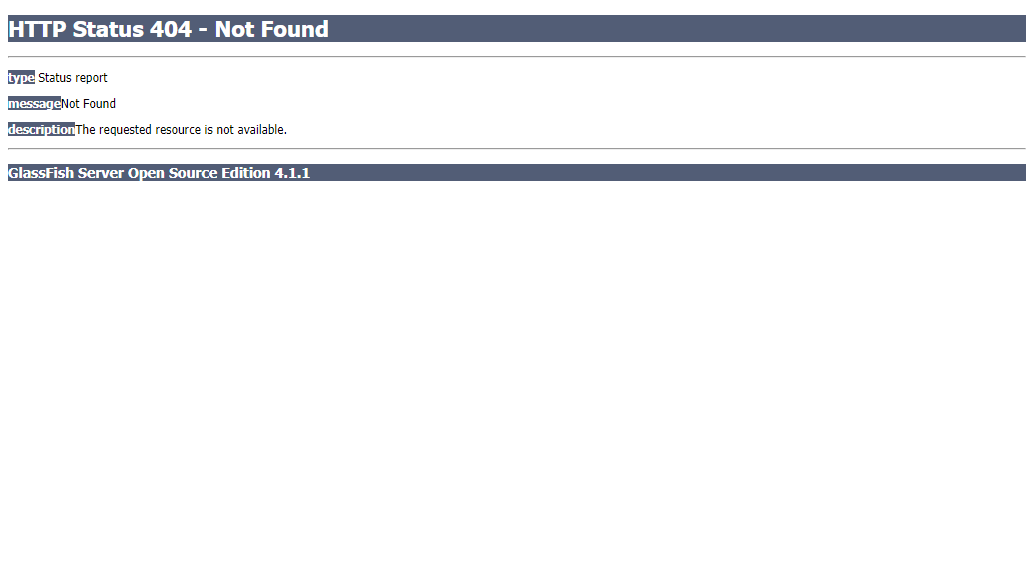 HTTP Status 404 - Not Found
type Status report
messageNot Found
descriptionThe requested resource is not available.
GlassFish Server Open Source Edition 4.1.1